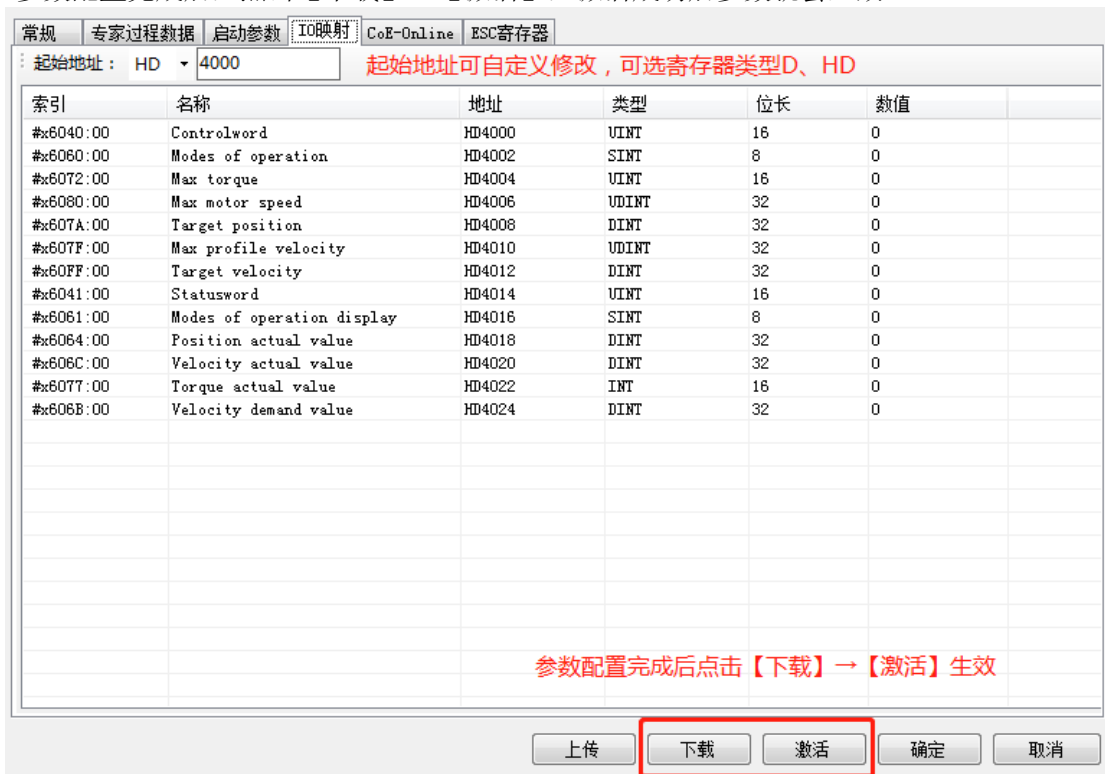 常规 专家过程数据 启动参数 IO映射 CoE-Online ESC寄存器
起始地址： HD 4000 起始地址可自定义修改，可选寄存器类型D、HD
索引 名称 地址 类型 位长 数值
#x6040:00 Controlword HD4000 UINT 16 0
#x6060:00 Modes of operation HD4002 SINT 8 0
#x6072:00 Max torque HD4004 UINT 16 0
#x6080:00 Max motor speed HD4006 UDINT 32 0
#x607A:00 Target position HD4008 DINT 32 0
#x607F:00 Max profile velocity HD4010 UDINT 32 0
#x60FF:00 Target velocity HD4012 DINT 32 0
#x6041:00 Statusword HD4014 UINT 16 0
#x6061:00 Modes of operation display HD4016 SINT 8 0
#x6064:00 Position actual value HD4018 DINT 32 0
#x606C:00 Velocity actual value HD4020 DINT 32 0
#x6077:00 Torque actual value HD4022 INT 16 0
#x606B:00 Velocity demand value HD4024 DINT 32 0
参数配置完成后点击【下载】→【激活】生效
上传 下载 激活 确定 取消